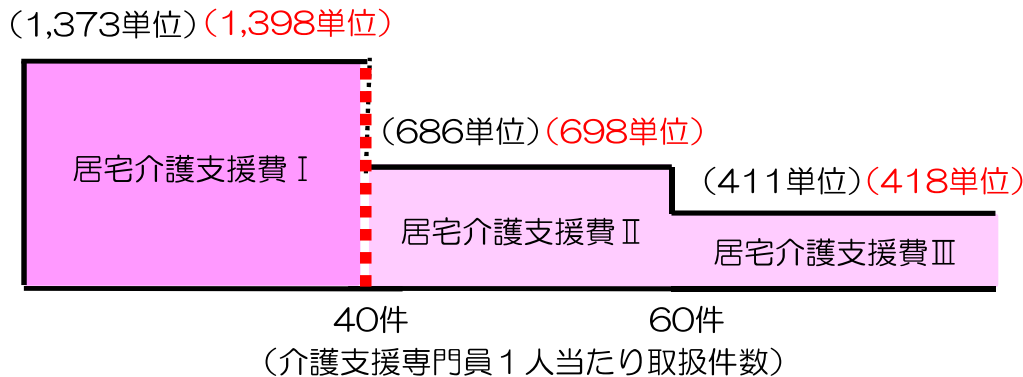 （1,373単位）（1,398単位）
（686単位）（698単位）
（411単位）（418単位）
居宅介護支援費Ⅰ
居宅介護支援費Ⅱ
居宅介護支援費Ⅲ
40件
60件
（介護支援専門員１人当たり取扱件数）